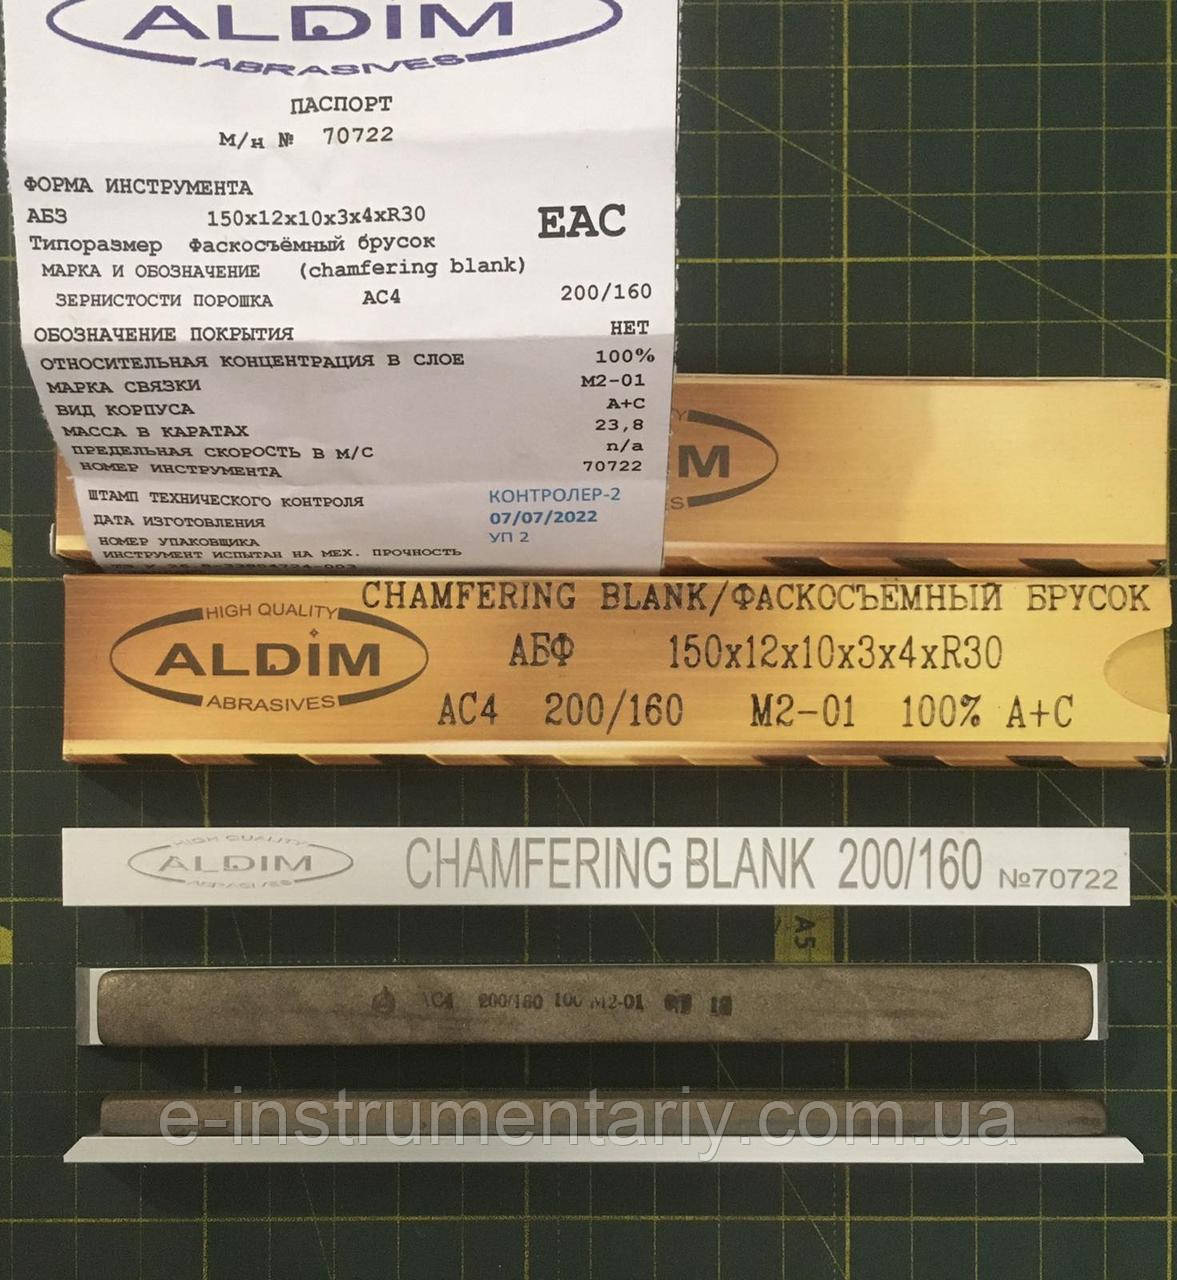 ALDiM
ABRASIVES
ПАСПОРТ
М/н № 70722
ФОРМА ИНСТРУМЕНТА
АБЗ 150x12x10x3x4xR30
Типоразмер Фаскосъёмный брусок
МАРКА И ОБОЗНАЧЕНИЕ (chamfering blank)
ЗЕРНИСТОСТИ ПОРОШКА АС4 200/160
ОБОЗНАЧЕНИЕ ПОКРЫТИЯ НЕТ
ОТНОСИТЕЛЬНАЯ КОНЦЕНТРАЦИЯ В СЛОЕ 100%
МАРКА СВЯЗКИ М2-01
ВИД КОРПУСА А+С
МАССА В КАРАТАХ 23,8
ПРЕДЕЛЬНАЯ СКОРОСТЬ В М/С n/a
НОМЕР ИНСТРУМЕНТА 70722
ШТАМП ТЕХНИЧЕСКОГО КОНТРОЛЯ КОНТРОЛЕР-2
ДАТА ИЗГОТОВЛЕНИЯ 07/07/2022
НОМЕР УПАКОВЩИКА УП 2
ИНСТРУМЕНТ ИСПЫТАН НА МЕХ. ПРОЧНОСТЬ
EAC
CHAMFERING BLANK/ФАСКОСЪЁМНЫЙ БРУСОК
HIGH QUALITY
ALDiM
ABRASIVES
АБФ 150x12x10x3x4xR30
АС4 200/160 М2-01 100% А+С
HIGH QUALITY
ALDIM
ABRASIVES
CHAMFERING BLANK 200/160 №70722
A5
АС4 200/160 100 М2-01
e-instrumentariy.com.ua